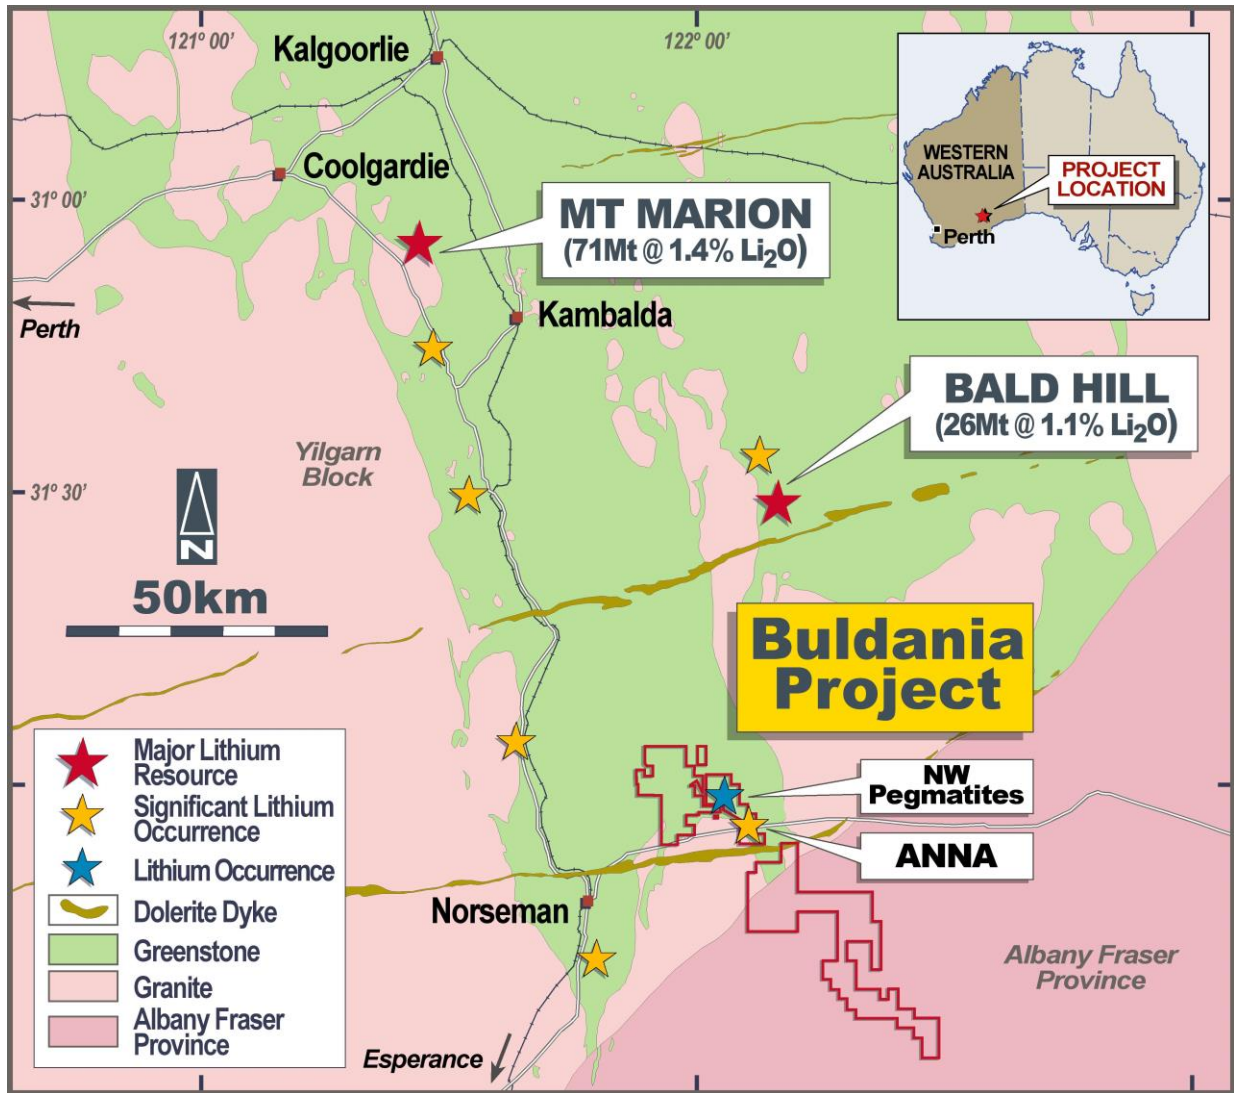 121° 00’
122° 00’
Kalgoorlie
Coolgardie
31° 00’
MT MARION
(71Mt @ 1.4% Li₂O)
WESTERN
AUSTRALIA
PROJECT
LOCATION
Perth
Perth
Kambalda
BALD HILL
(26Mt @ 1.1% Li₂O)
Yilgarn
Block
31° 30’
N
50km
Buldania
Project
NW
Pegmatites
ANNA
Norseman
Albany Fraser
Province
Esperance
Major Lithium
Resource
Significant Lithium
Occurrence
Lithium Occurrence
Dolerite Dyke
Greenstone
Granite
Albany Fraser
Province